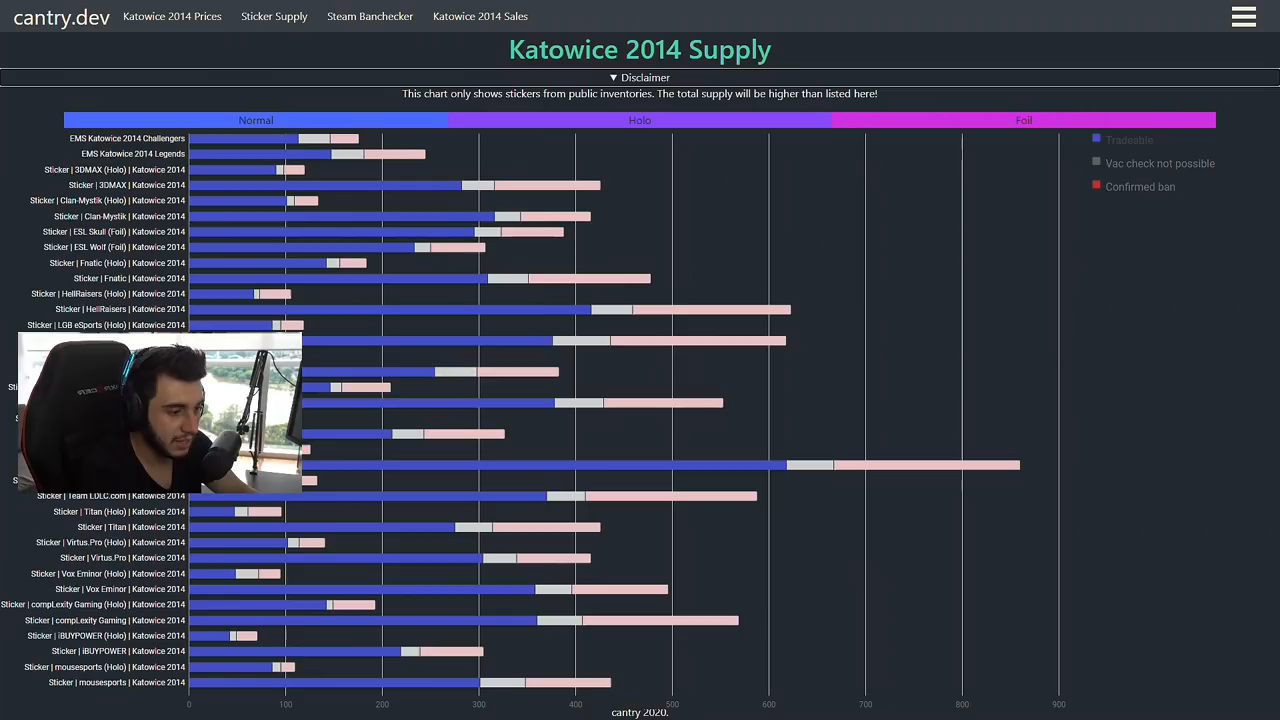 cantry.dev Katowice 2014 Prices Sticker Supply Steam Banchecker Katowice 2014 Sales
Katowice 2014 Supply
▼ Disclaimer
This chart only shows stickers from public inventories. The total supply will be higher than listed here!
Normal Holo Foil
EMS Katowice 2014 Challengers
EMS Katowice 2014 Legends
Sticker | 3DMAX (Holo) | Katowice 2014
Sticker | 3DMAX | Katowice 2014
Sticker | Clan-Mystik (Holo) | Katowice 2014
Sticker | Clan-Mystik | Katowice 2014
Sticker | ESL Skull (Foil) | Katowice 2014
Sticker | ESL Wolf (Foil) | Katowice 2014
Sticker | Fnatic (Holo) | Katowice 2014
Sticker | Fnatic | Katowice 2014
Sticker | HellRaisers (Holo) | Katowice 2014
Sticker | HellRaisers | Katowice 2014
Sticker | LGB eSports (Holo) | Katowice 2014
Sticker | Team LDLC.com | Katowice 2014
Sticker | Titan (Holo) | Katowice 2014
Sticker | Titan | Katowice 2014
Sticker | Virtus.Pro (Holo) | Katowice 2014
Sticker | Virtus.Pro | Katowice 2014
Sticker | Vox Eminor (Holo) | Katowice 2014
Sticker | Vox Eminor | Katowice 2014
Sticker | compLexity Gaming (Holo) | Katowice 2014
Sticker | compLexity Gaming | Katowice 2014
Sticker | iBUYPOWER (Holo) | Katowice 2014
Sticker | iBUYPOWER | Katowice 2014
Sticker | mousesports (Holo) | Katowice 2014
Sticker | mousesports | Katowice 2014
0 100 200 300 400 500 600 700 800 900
Tradeable
Vac check not possible
Confirmed ban
cantry 2020.